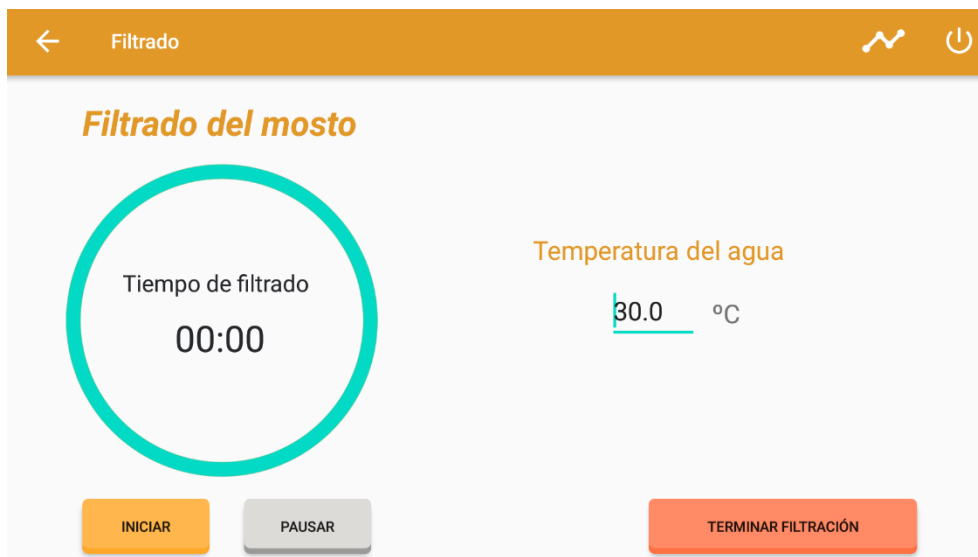 Filtrado
Filtrado del mosto
Tiempo de filtrado
00:00
Temperatura del agua
30.0 ºC
INICIAR
PAUSAR
TERMINAR FILTRACIÓN